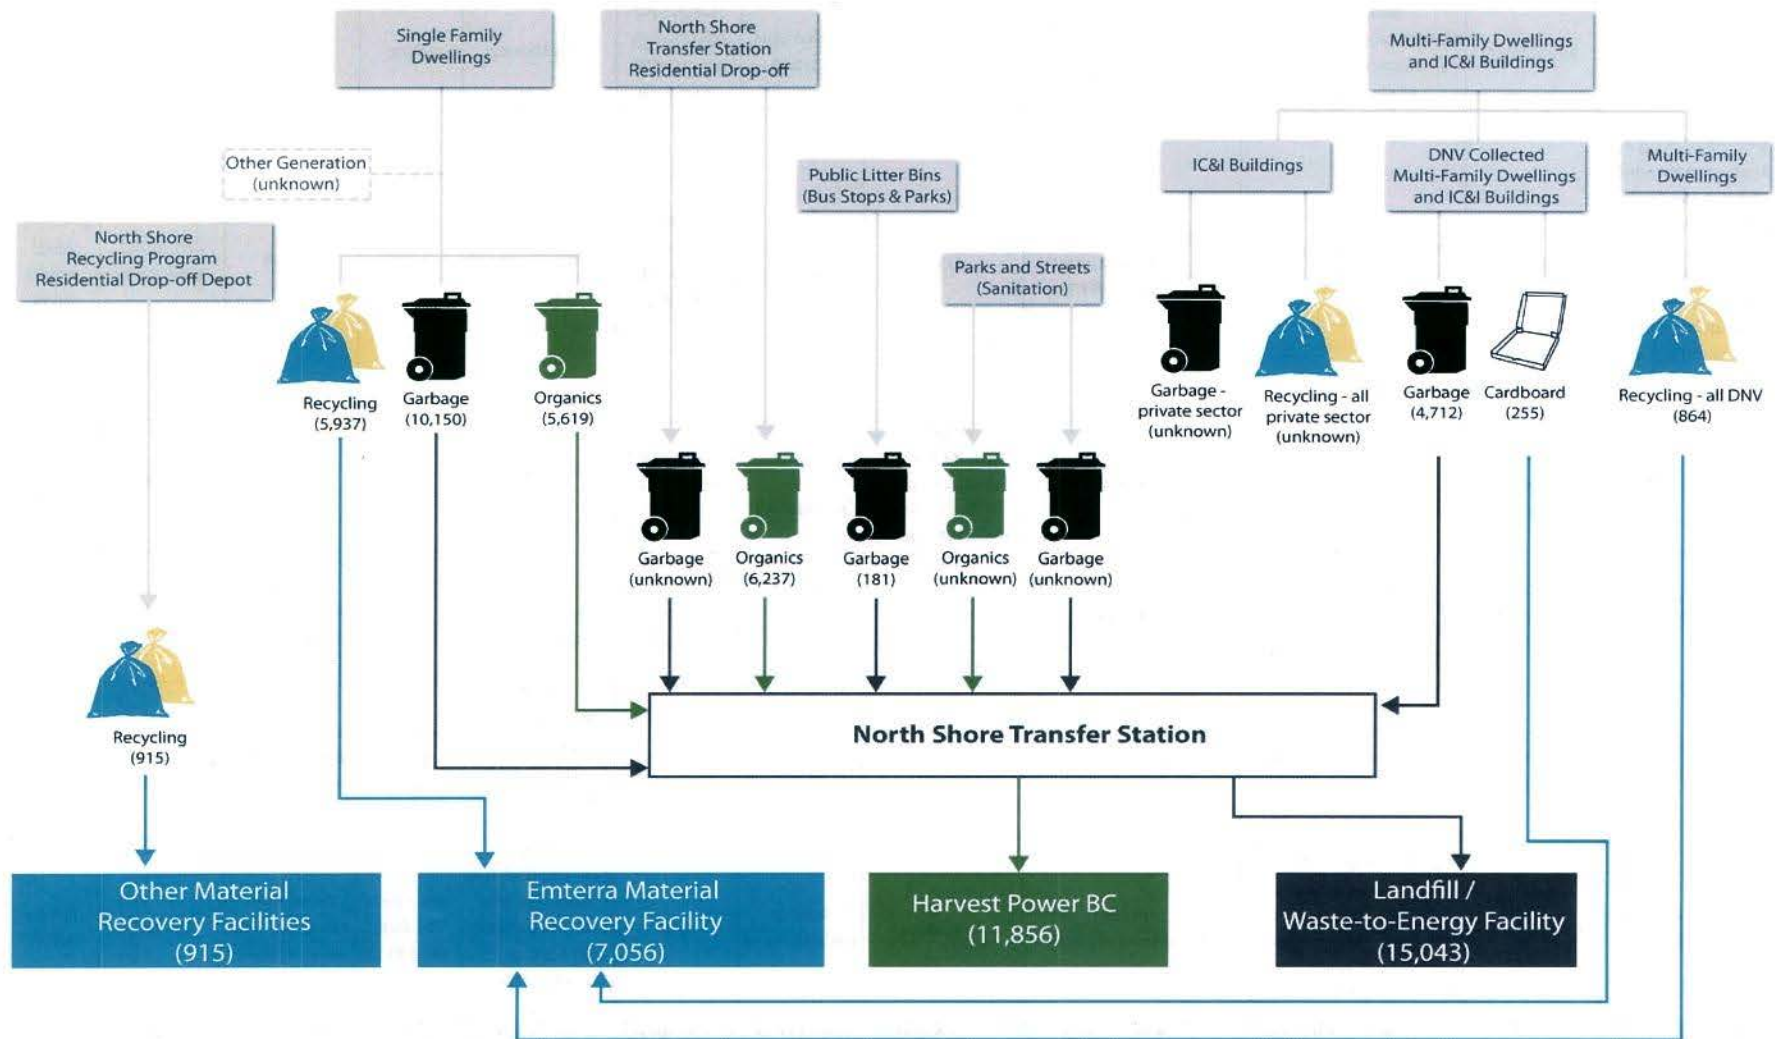 Single Family
Dwellings
North Shore
Transfer Station
Residential Drop-off
Multi-Family Dwellings
and IC&I Buildings
Other Generation
(unknown)
Public Litter Bins
(Bus Stops & Parks)
IC&I Buildings
DNV Collected
Multi-Family Dwellings
and IC&I Buildings
Multi-Family
Dwellings
North Shore
Recycling Program
Residential Drop-off Depot
Parks and Streets
(Sanitation)
Recycling
(5,937)
Garbage
(10,150)
Organics
(5,619)
Garbage -
private sector
(unknown)
Recycling - all
private sector
(unknown)
Garbage
(4,712)
Cardboard
(255)
Recycling - all DNV
(864)
Garbage
(unknown)
Organics
(6,237)
Garbage
(181)
Organics
(unknown)
Garbage
(unknown)
Recycling
(915)
North Shore Transfer Station
Other Material
Recovery Facilities
(915)
Emterra Material
Recovery Facility
(7,056)
Harvest Power BC
(11,856)
Landfill /
Waste-to-Energy Facility
(15,043)